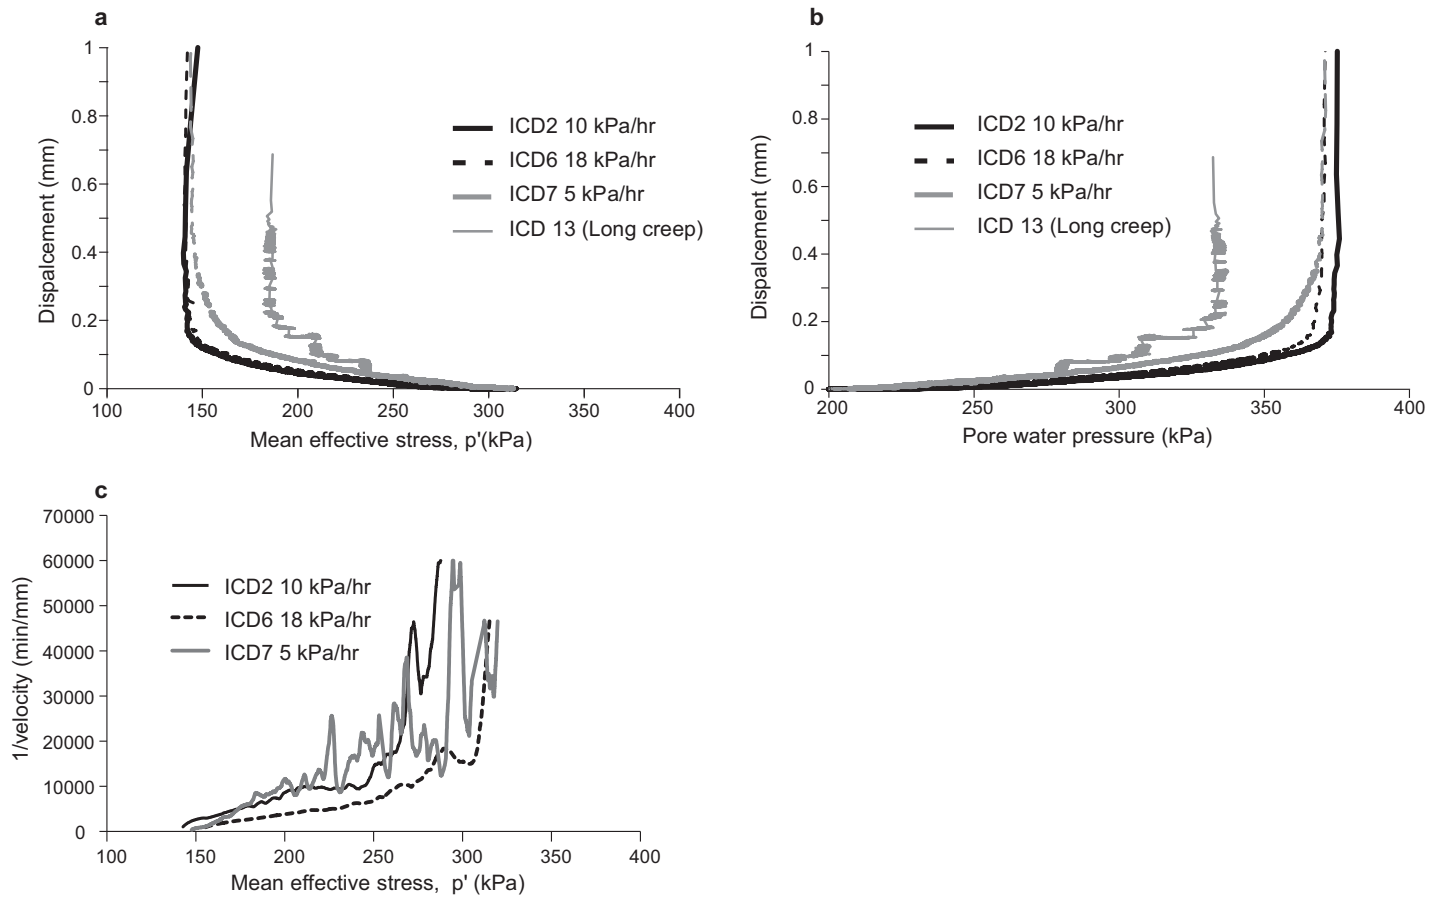 a
1
0.8
0.6
0.4
0.2
0
100
150
200
250
300
350
400
Dispalcement (mm)
Mean effective stress, p'(kPa)
ICD2 10 kPa/hr
ICD6 18 kPa/hr
ICD7 5 kPa/hr
ICD 13 (Long creep)
b
1
0.8
0.6
0.4
0.2
0
200
250
300
350
400
Dispalcement (mm)
Pore water pressure (kPa)
ICD2 10 kPa/hr
ICD6 18 kPa/hr
ICD7 5 kPa/hr
ICD 13 (Long creep)
c
70000
60000
50000
40000
30000
20000
10000
0
100
150
200
250
300
350
400
1/velocity (min/mm)
Mean effective stress, p' (kPa)
ICD2 10 kPa/hr
ICD6 18 kPa/hr
ICD7 5 kPa/hr